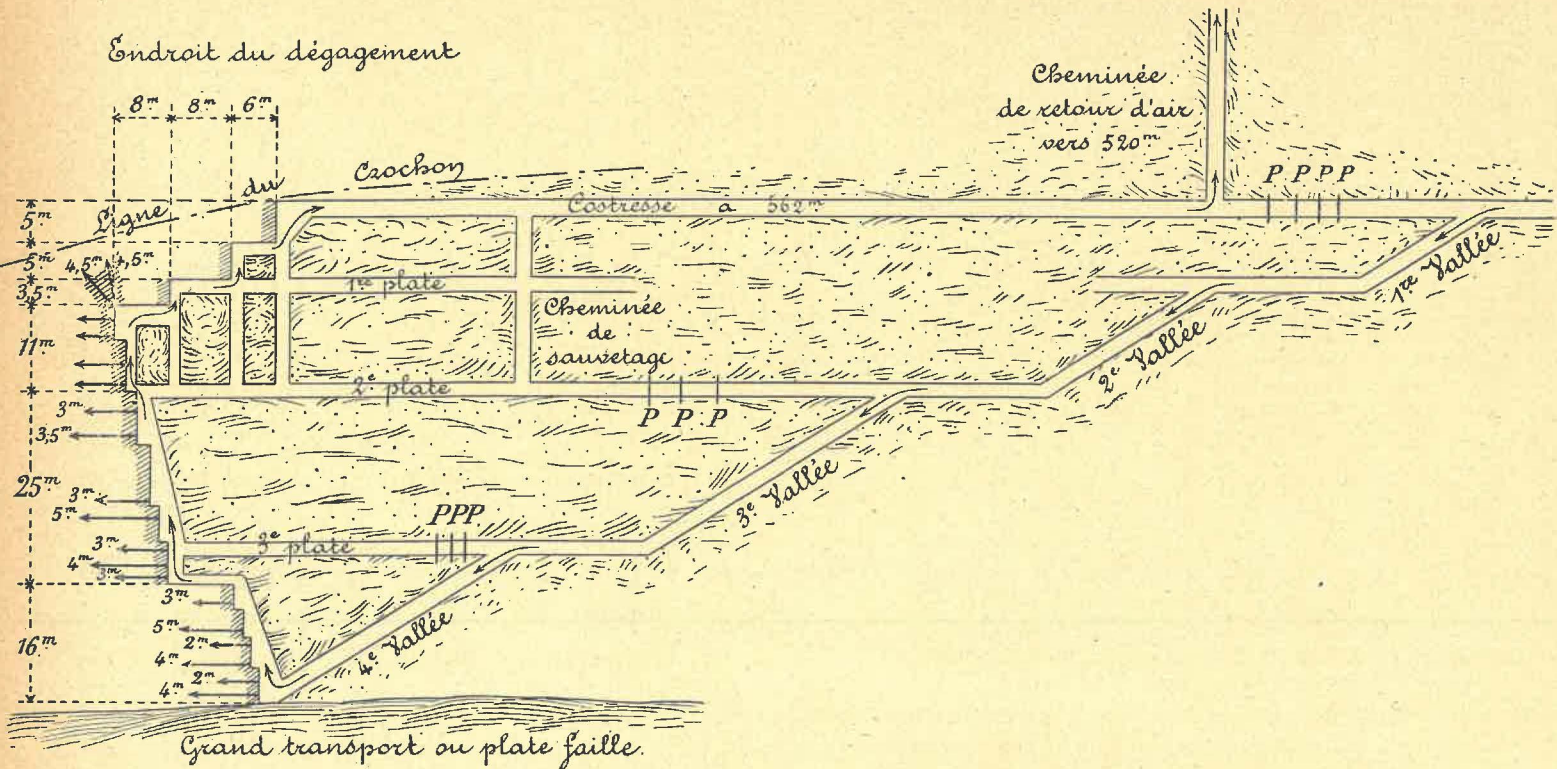 Endroit du dégagement
8m 8m 6m
Cheminée
de retour d'air
vers 520m
P P P P
Ligne du Crochon
Costresse à 562m
5m
5m
4,5m 1,5m
3,5m
1re plate
1re Vallée
Cheminée
de
sauvetage
11m
2e plate
2e Vallée
P P P
3m
3,5m
25m
3m
5m
3e Vallée
PPP
3e plate
3m
4m
3m
3m
5m
16m
2m
4m
4e Vallée
2m
4m
Grand transport ou plate faille.